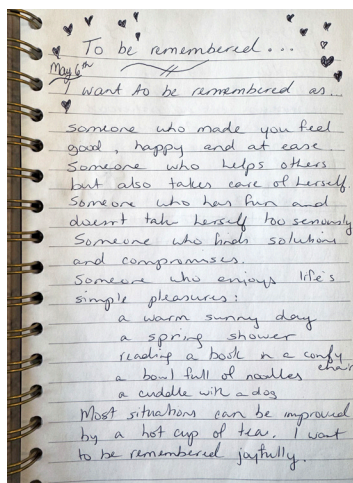 To be remembered...
May 6th
I want to be remembered as...
someone who made you feel
good, happy and at ease
Someone who helps others
but also takes care of herself.
Someone who has fun and
doesn't take herself too seriously
Someone who finds solutions
and compromises.
Someone who enjoys life's
simple pleasures:
a warm sunny day
a spring shower
reading a book in a comfy
chair
a bowl full of noodles
a cuddle with a dog
Most situations can be improved
by a hot cup of tea. I want
to be remembered joyfully.